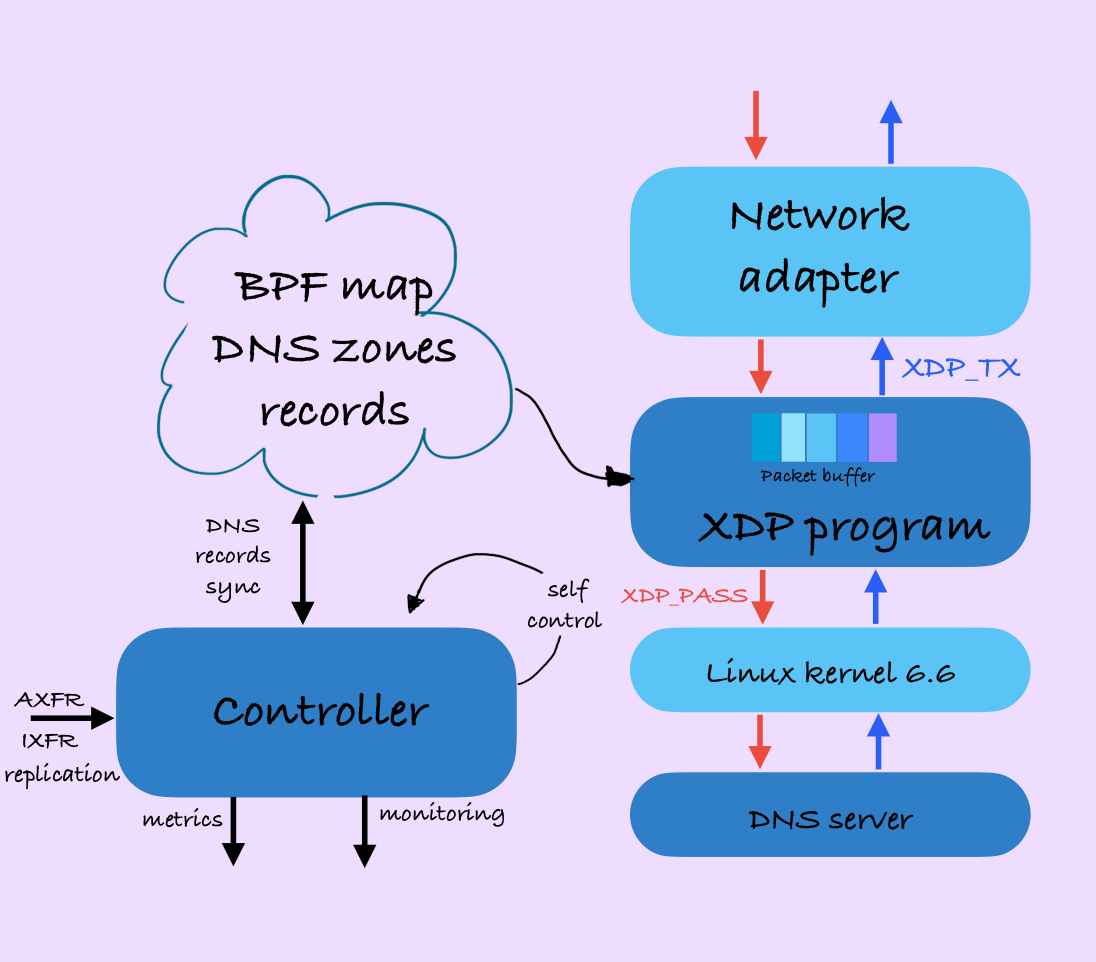 Network
adapter
XDP_TX
Packet buffer
XDP program
XDP_PASS
Linux kernel 6.6
DNS server
BPF map
DNS zones
records
DNS
records
sync
self
control
Controller
AXFR
IXFR
replication
metrics
monitoring